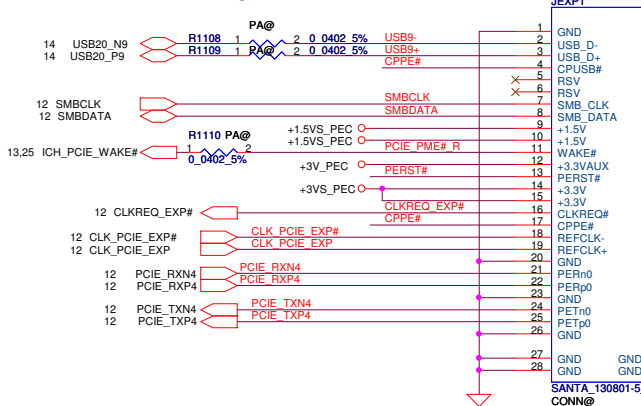 JEXP1
14 USB20_N9 R1108 1 PA@ 2 0_0402_5% USB9- 
14 USB20_P9 R1109 1 PA@ 2 0_0402_5% USB9+
CPPE#
12 SMBCLK SMBCLK
12 SMBDATA SMBDATA
+1.5VS_PEC
+1.5VS_PEC
13,25 ICH_PCIE_WAKE# R1110 PA@ 1 2 0_0402_5% PCIE_PME#_R
+3V_PEC
PERST#
+3VS_PEC
12 CLKREQ_EXP# CLKREQ_EXP#
CPPE#
12 CLK_PCIE_EXP# CLK_PCIE_EXP#
12 CLK_PCIE_EXP CLK_PCIE_EXP
12 PCIE_RXN4 PCIE_RXN4
12 PCIE_RXP4 PCIE_RXP4
12 PCIE_TXN4 PCIE_TXN4
12 PCIE_TXP4 PCIE_TXP4
1 GND
2 USB_D-
3 USB_D+
4 CPUSB#
5 RSV
6 RSV
7 SMB_CLK
8 SMB_DATA
9 +1.5V
10 +1.5V
11 WAKE#
12 +3.3VAUX
13 PERST#
14 +3.3V
15 +3.3V
16 CLKREQ#
17 CPPE#
18 REFCLK-
19 REFCLK+
20 GND
21 PERn0
22 PERp0
23 GND
24 PETn0
25 PETp0
26 GND
27 GND GND
28 GND GND
SANTA_130801-5
CONN@